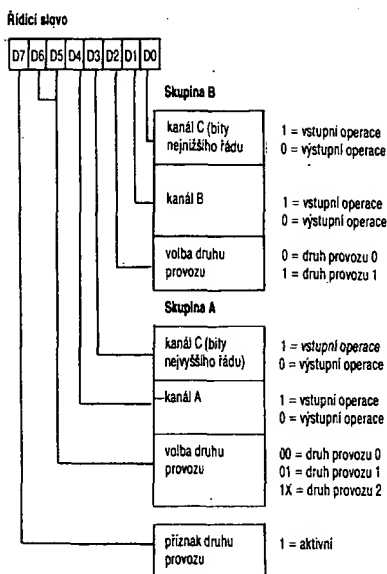 Řídicí slovo
D7 D6 D5 D4 D3 D2 D1 D0
Skupina B
kanál C (bity
nejnižšího řádu
1 = vstupní operace
0 = výstupní operace
kanál B
1 = vstupní operace
0 = výstupní operace
volba druhu
provozu
0 = druh provozu 0
1 = druh provozu 1
Skupina A
kanál C (bity
nejvyššího řádu)
1 = vstupní operace
0 = výstupní operace
kanál A
1 = vstupní operace
0 = výstupní operace
volba druhu
provozu
00 = druh provozu 0
01 = druh provozu 1
1X = druh provozu 2
příznak druhu
provozu
1 = aktivní